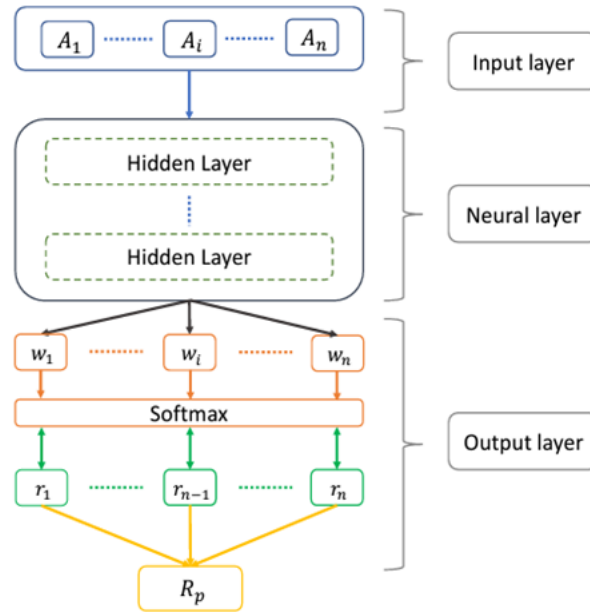 A₁ ........ Aᵢ ........ Aₙ
Input layer
Hidden Layer
Neural layer
Hidden Layer
w₁ ........ wᵢ ........ wₙ
Softmax
Output layer
r₁ ........ rₙ₋₁ ........ rₙ
Rₚ